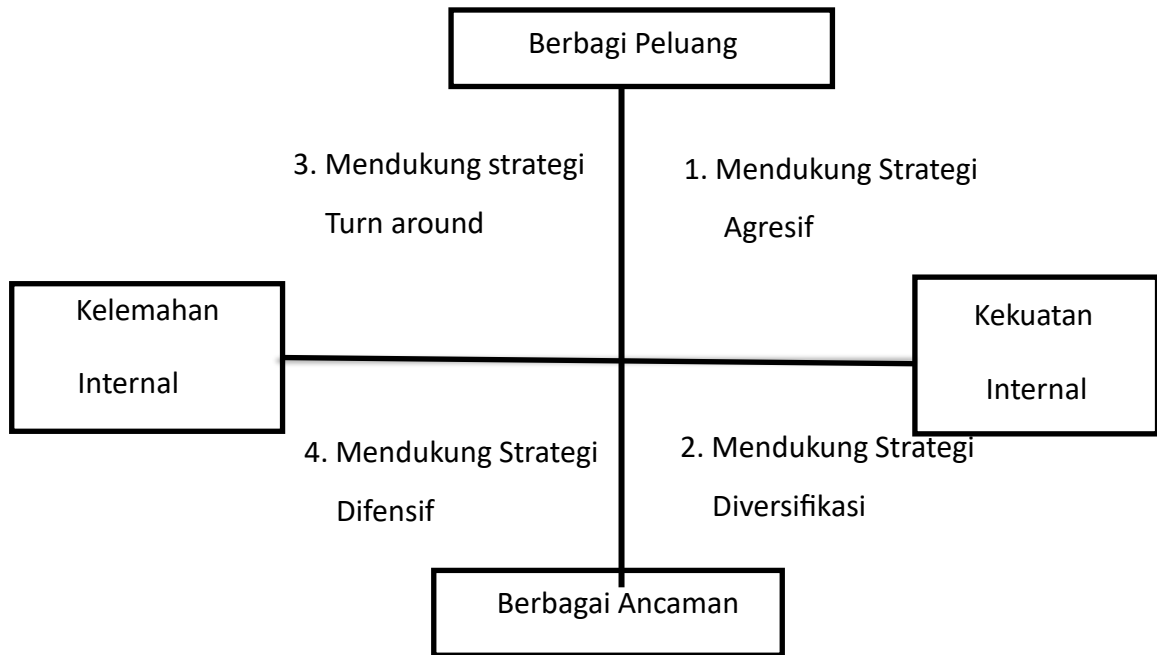 Berbagi Peluang
3. Mendukung strategi
Turn around
1. Mendukung Strategi
Agresif
Kelemahan
Internal
Kekuatan
Internal
4. Mendukung Strategi
Difensif
2. Mendukung Strategi
Diversifikasi
Berbagai Ancaman